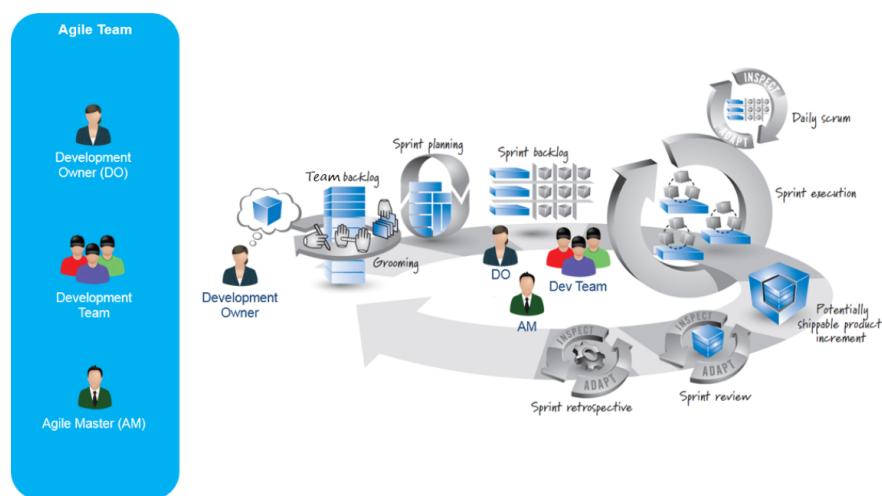 Agile Team
Development
Owner (DO)
Development
Team
Agile Master (AM)
Development
Owner
Team backlog
Grooming
Sprint planning
Sprint backlog
DO
Dev Team
AM
INSPECT
ADAPT
Daily scrum
Sprint execution
Potentially
shippable product
increment
INSPECT
ADAPT
Sprint review
INSPECT
ADAPT
Sprint retrospective